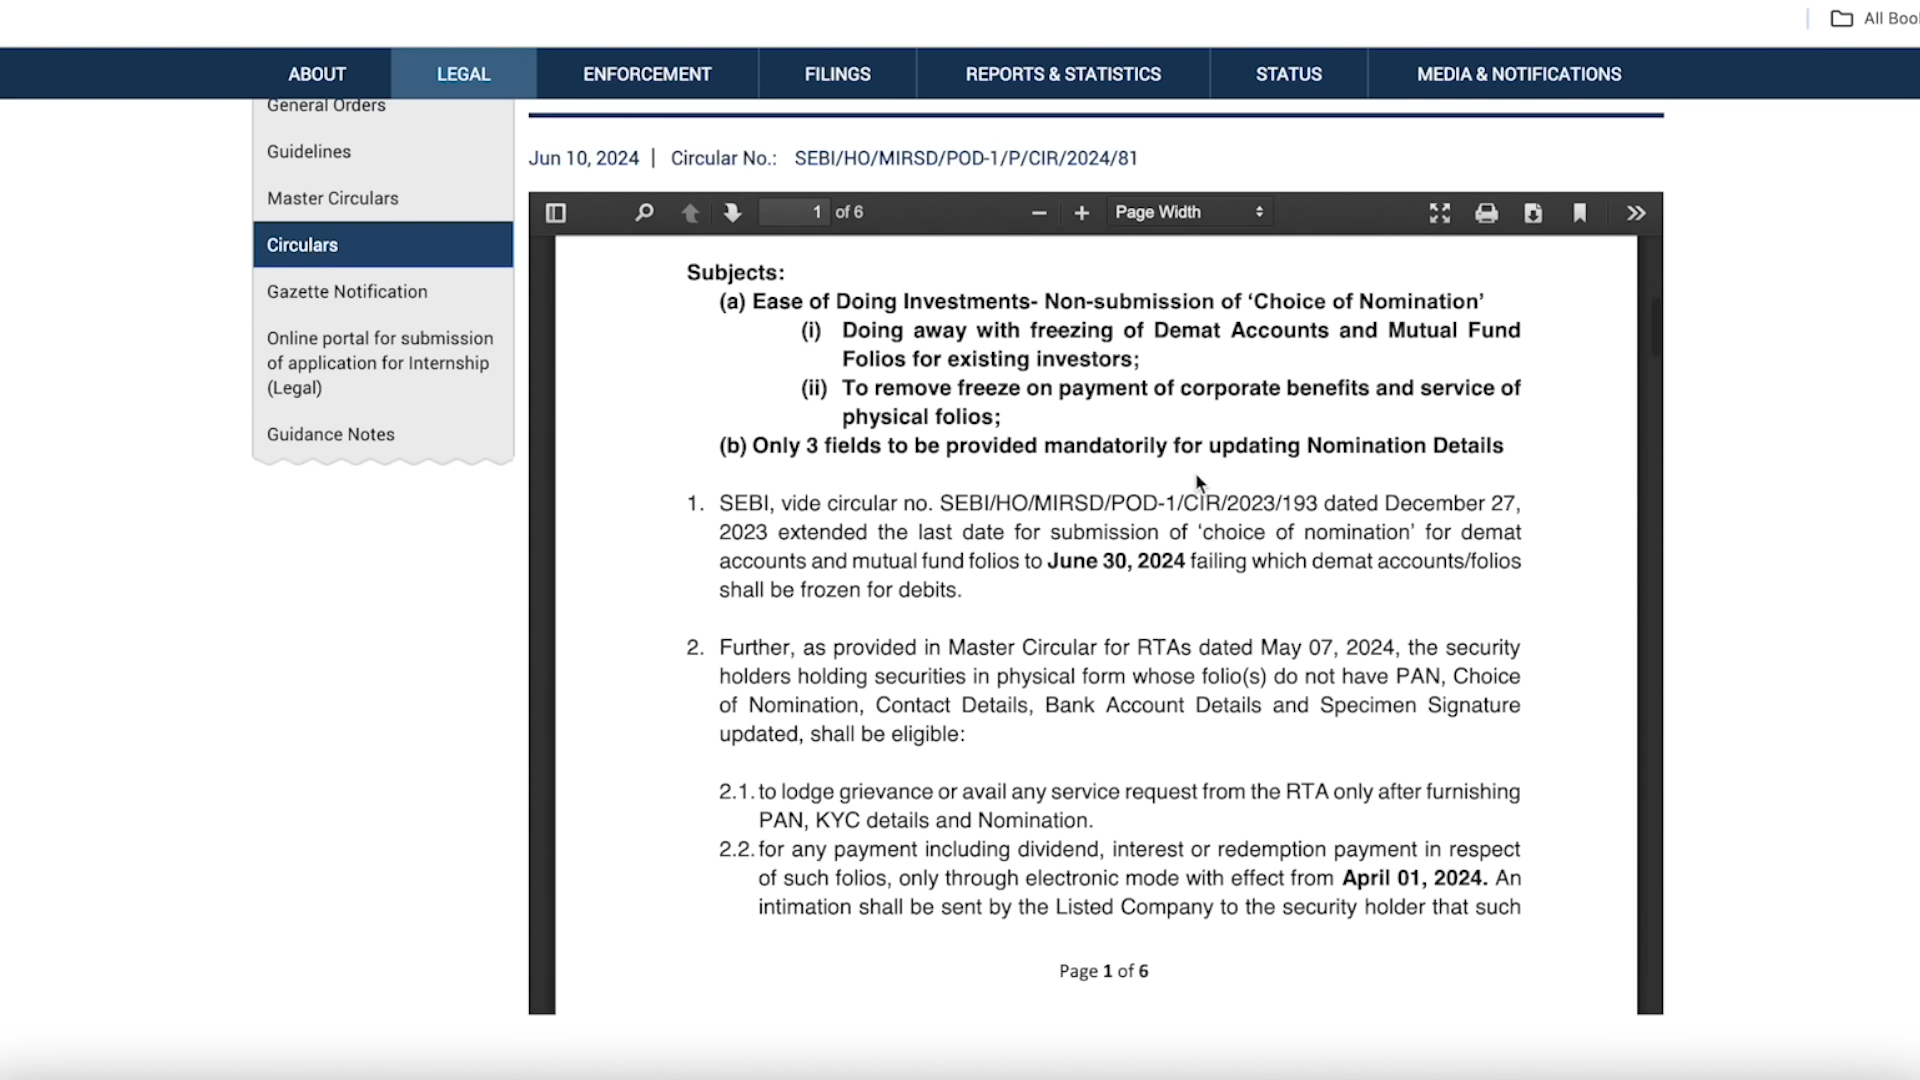 All Boo
ABOUT
LEGAL
ENFORCEMENT
FILINGS
REPORTS & STATISTICS
STATUS
MEDIA & NOTIFICATIONS
General Orders
Guidelines
Master Circulars
Circulars
Gazette Notification
Online portal for submission
of application for Internship
(Legal)
Guidance Notes
Jun 10, 2024 | Circular No.: SEBI/HO/MIRSD/POD-1/P/CIR/2024/81
1 of 6
Page Width
Subjects:
(a) Ease of Doing Investments- Non-submission of ‘Choice of Nomination’
(i) Doing away with freezing of Demat Accounts and Mutual Fund
Folios for existing investors;
(ii) To remove freeze on payment of corporate benefits and service of
physical folios;
(b) Only 3 fields to be provided mandatorily for updating Nomination Details
1. SEBI, vide circular no. SEBI/HO/MIRSD/POD-1/CIR/2023/193 dated December 27,
2023 extended the last date for submission of ‘choice of nomination’ for demat
accounts and mutual fund folios to June 30, 2024 failing which demat accounts/folios
shall be frozen for debits.
2. Further, as provided in Master Circular for RTAs dated May 07, 2024, the security
holders holding securities in physical form whose folio(s) do not have PAN, Choice
of Nomination, Contact Details, Bank Account Details and Specimen Signature
updated, shall be eligible:
2.1. to lodge grievance or avail any service request from the RTA only after furnishing
PAN, KYC details and Nomination.
2.2. for any payment including dividend, interest or redemption payment in respect
of such folios, only through electronic mode with effect from April 01, 2024. An
intimation shall be sent by the Listed Company to the security holder that such
Page 1 of 6